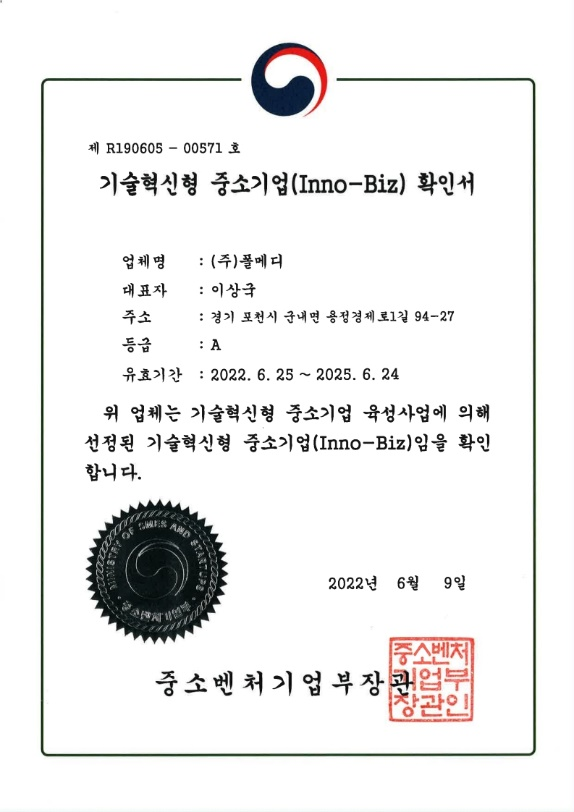 제 R190605 - 00571 호
기술혁신형 중소기업(Inno-Biz) 확인서
업체명 : (주)폴메디
대표자 : 이상국
주소 : 경기 포천시 군내면 용정경제로1길 94-27
등급 : A
유효기간 : 2022. 6. 25 ~ 2025. 6. 24
위 업체는 기술혁신형 중소기업 육성사업에 의해
선정된 기술혁신형 중소기업(Inno-Biz)임을 확인
합니다.
MINISTRY OF SMES AND STARTUPS
중소벤처기업부
2022년 6월 9일
중소벤처기업부장관
중소벤처
기업부
장관인